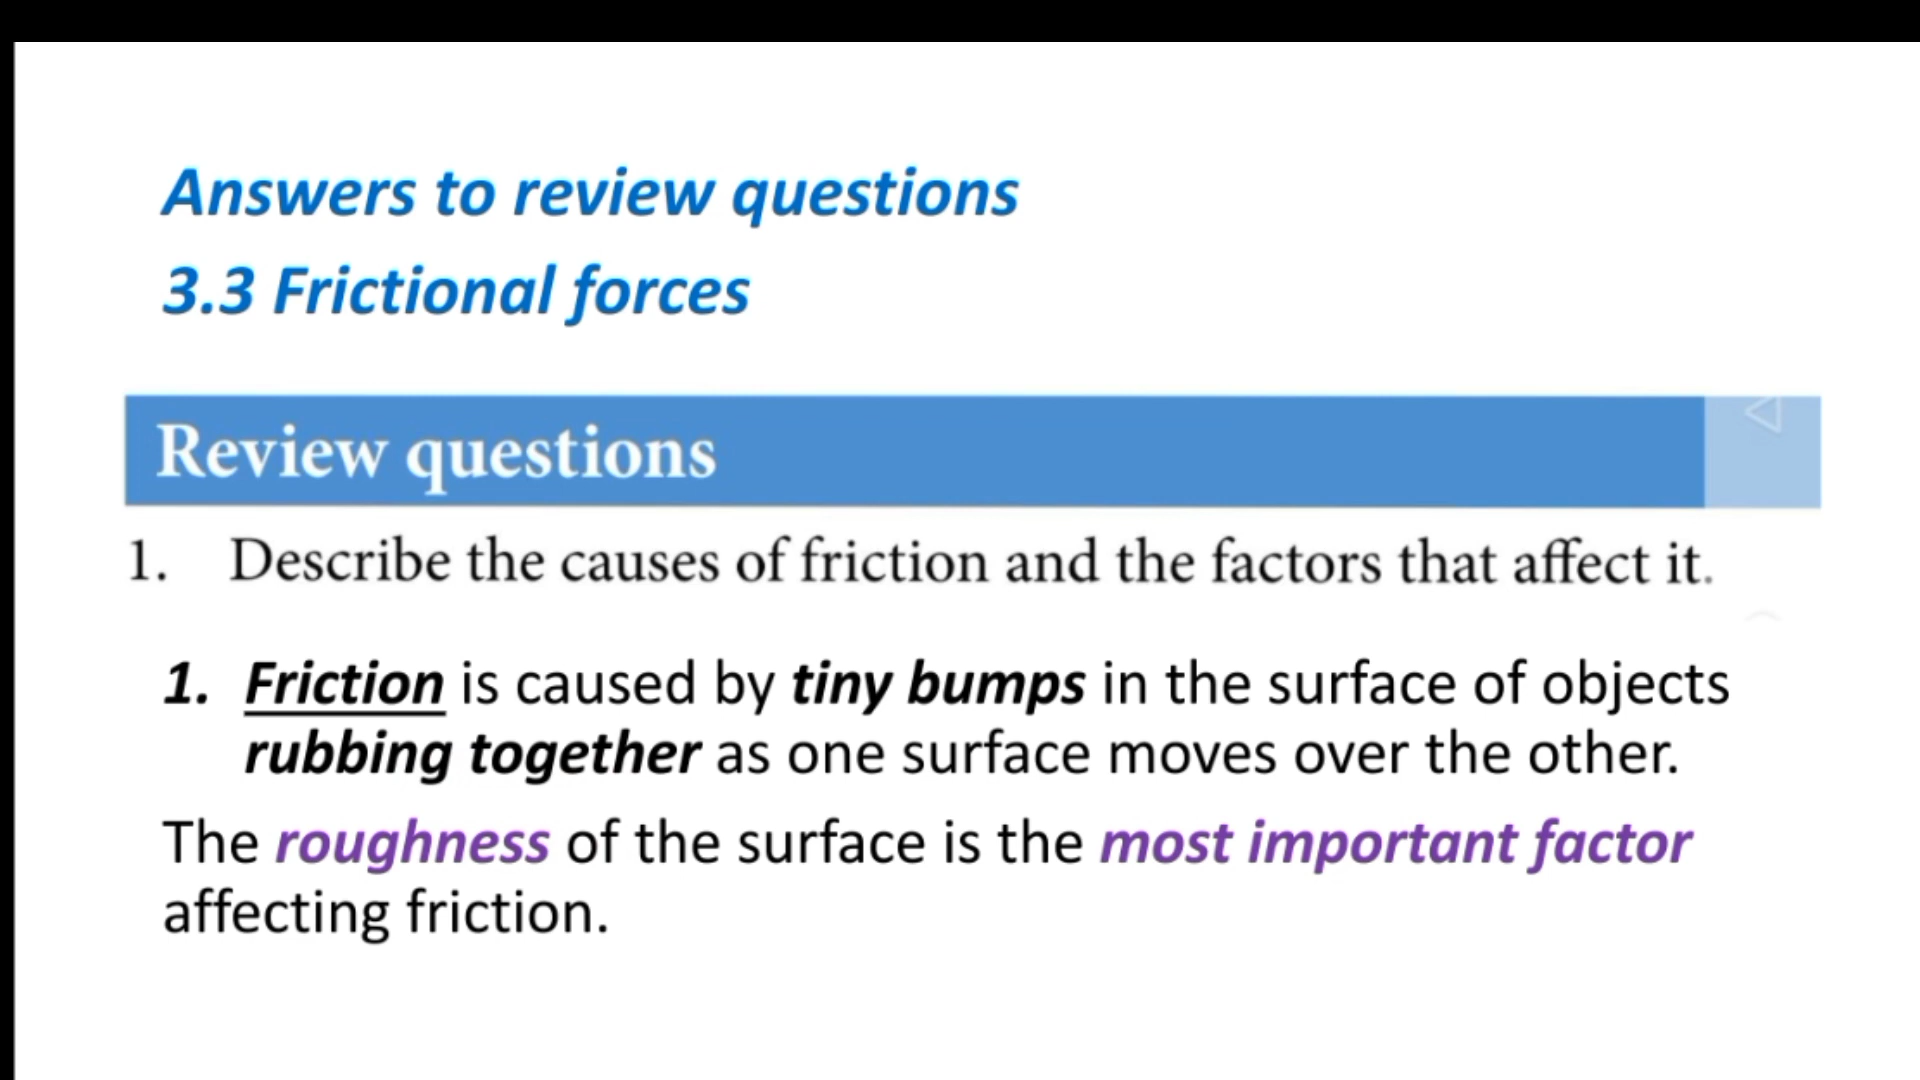 Answers to review questions
3.3 Frictional forces
Review questions
1. Describe the causes of friction and the factors that affect it.
1. Friction is caused by tiny bumps in the surface of objects
rubbing together as one surface moves over the other.
The roughness of the surface is the most important factor
affecting friction.